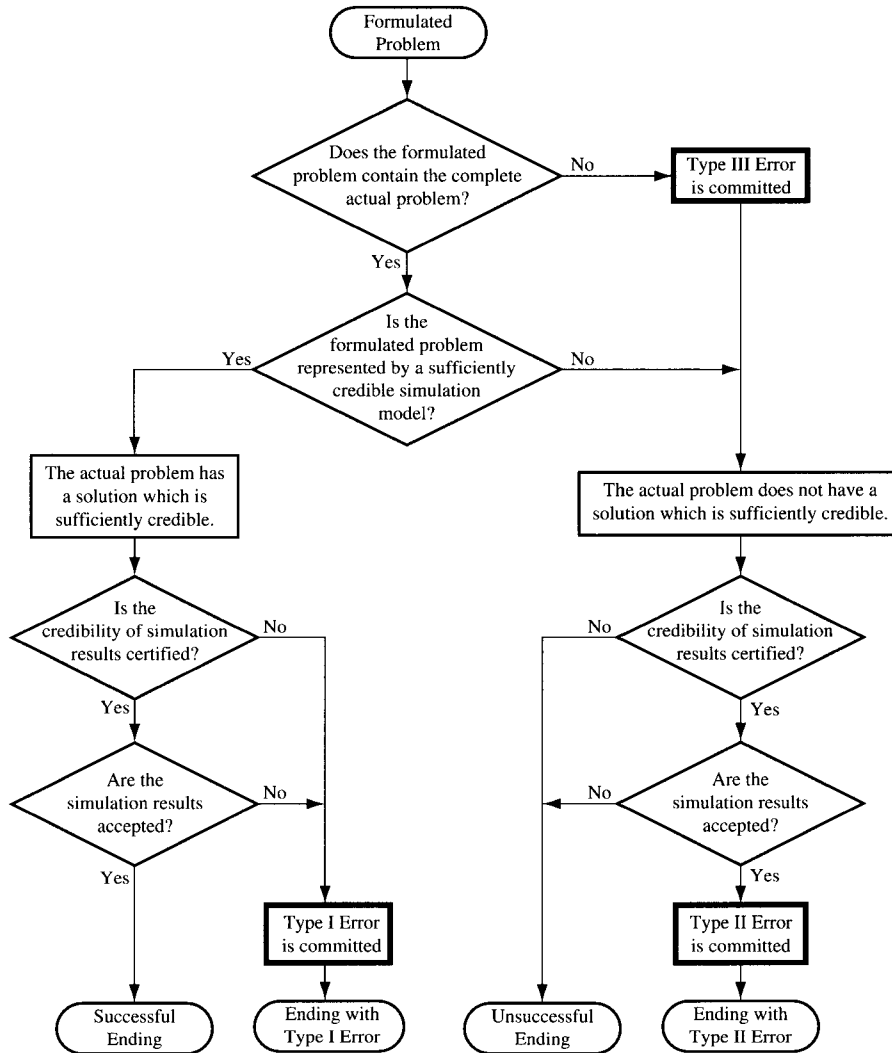 Formulated
Problem
Does the formulated
problem contain the complete
actual problem?
No
Type III Error
is committed
Yes
Is the
formulated problem
represented by a sufficiently
credible simulation
model?
Yes
No
The actual problem has
a solution which is
sufficiently credible.
The actual problem does not have a
solution which is sufficiently credible.
Is the
credibility of simulation
results certified?
No
Yes
Is the
credibility of simulation
results certified?
No
Yes
Are the
simulation results
accepted?
No
Yes
Are the
simulation results
accepted?
No
Yes
Type I Error
is committed
Type II Error
is committed
Successful
Ending
Ending with
Type I Error
Unsuccessful
Ending
Ending with
Type II Error